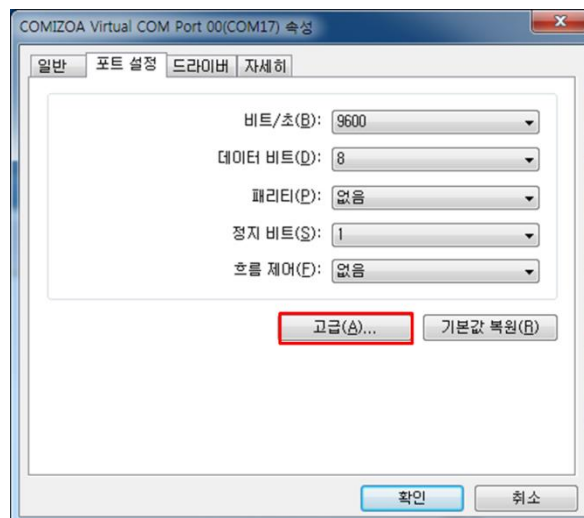 COMIZOA Virtual COM Port 00(COM17) 속성
일반 포트 설정 드라이버 자세히
비트/초(B): 9600
데이터 비트(D): 8
패리티(P): 없음
정지 비트(S): 1
흐름 제어(F): 없음
고급(A)... 기본값 복원(R)
확인 취소